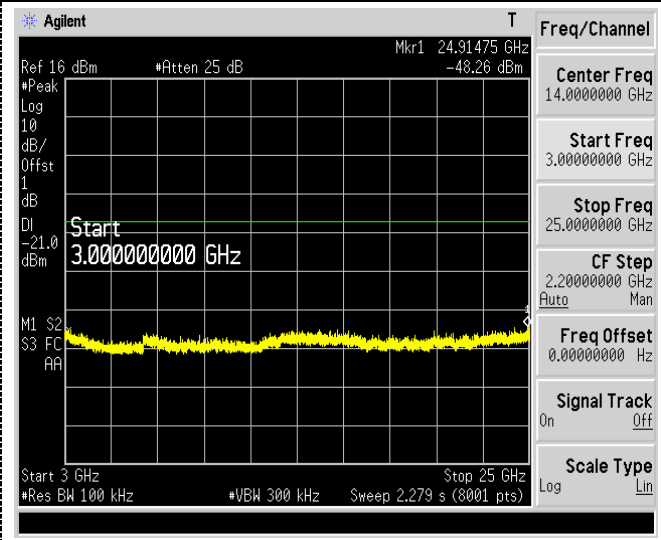 Agilent T
Mkr1 24.91475 GHz
Ref 16 dBm #Atten 25 dB -48.26 dBm
#Peak
Log
10
dB/
Offst
1
dB
DI
-21.0
dBm
Start
3.000000000 GHz
M1 S2
S3 FC
AA
1
Start 3 GHz Stop 25 GHz
#Res BW 100 kHz #VBW 300 kHz Sweep 2.279 s (8001 pts)
Freq/Channel
Center Freq
14.0000000 GHz
Start Freq
3.00000000 GHz
Stop Freq
25.0000000 GHz
CF Step
2.20000000 GHz
Auto Man
Freq Offset
0.00000000 Hz
Signal Track
On Off
Scale Type
Log Lin